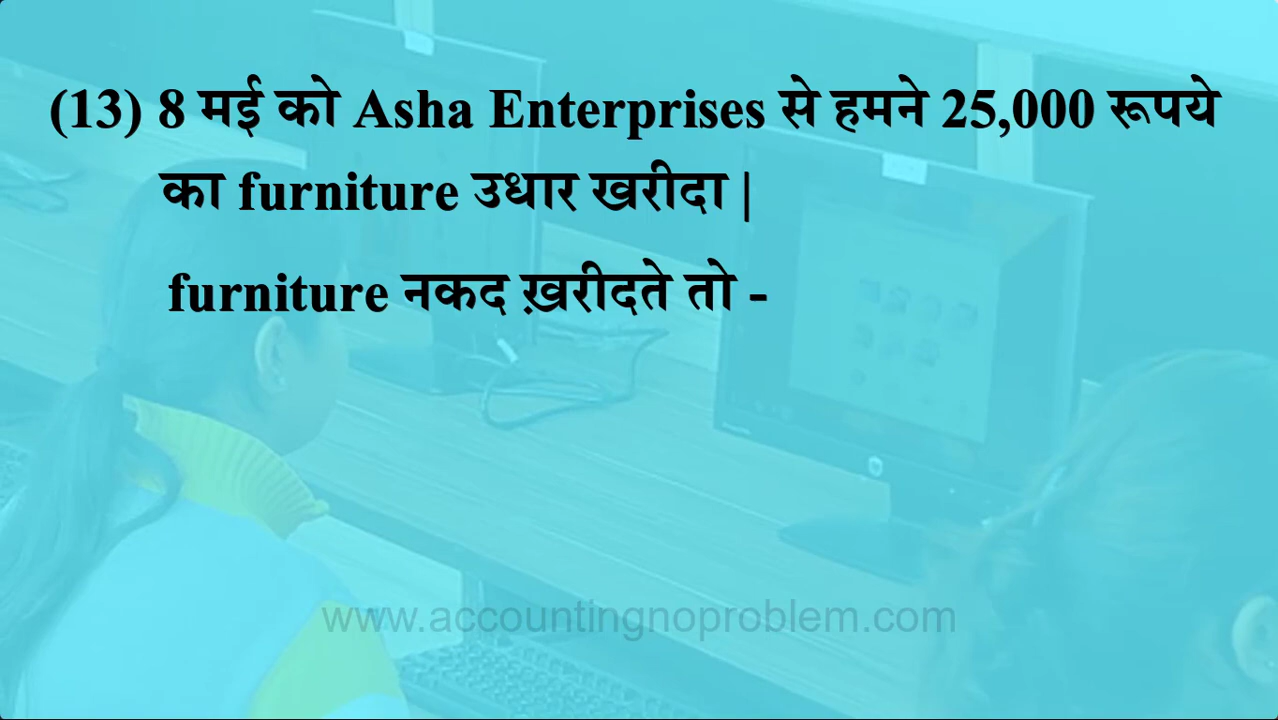 (13) 8 मई को Asha Enterprises से हमने 25,000 रूपये
का furniture उधार खरीदा |
furniture नकद ख़रीदते तो -
www.accountingnoproblem.com